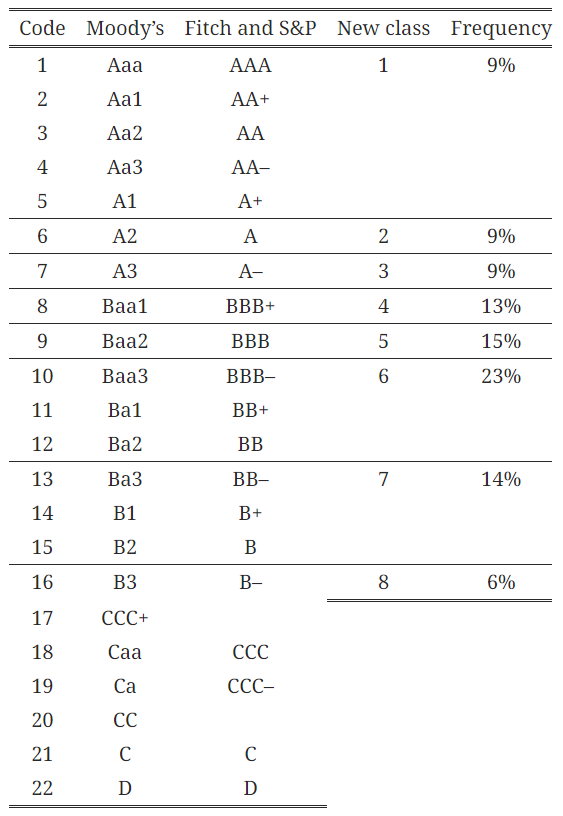 Code Moody’s Fitch and S&P New class Frequency
1 Aaa AAA 1 9%
2 Aa1 AA+
3 Aa2 AA
4 Aa3 AA–
5 A1 A+
6 A2 A 2 9%
7 A3 A– 3 9%
8 Baa1 BBB+ 4 13%
9 Baa2 BBB 5 15%
10 Baa3 BBB– 6 23%
11 Ba1 BB+
12 Ba2 BB
13 Ba3 BB– 7 14%
14 B1 B+
15 B2 B
16 B3 B– 8 6%
17 CCC+
18 Caa CCC
19 Ca CCC–
20 CC
21 C C
22 D D